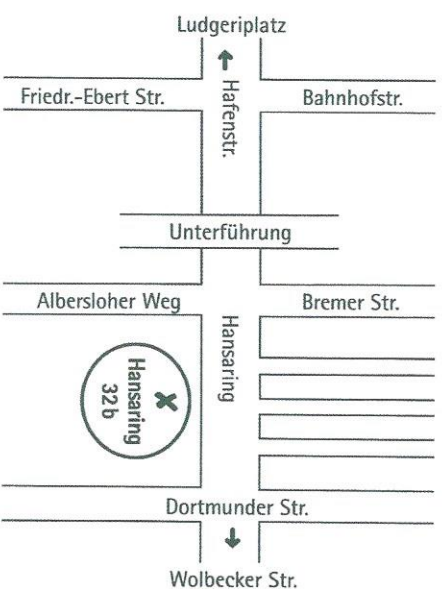 Ludgeriplatz
Hafenstr.
Friedr.-Ebert Str.
Bahnhofstr.
Unterführung
Albersloher Weg
Bremer Str.
Hansaring
Hansaring
32b
Dortmunder Str.
Wolbecker Str.